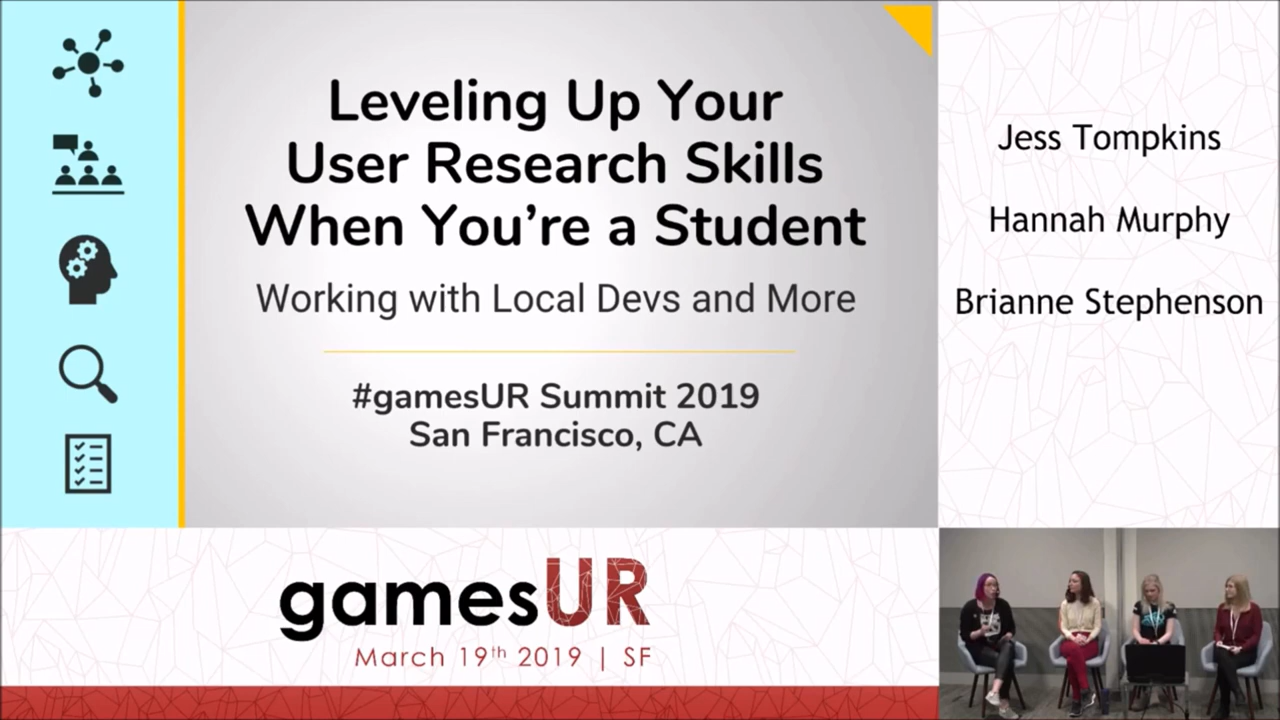 Leveling Up Your
User Research Skills
When You're a Student
Working with Local Devs and More
#gamesUR Summit 2019
San Francisco, CA
Jess Tompkins
Hannah Murphy
Brianne Stephenson
gamesUR
March 19th 2019 | SF